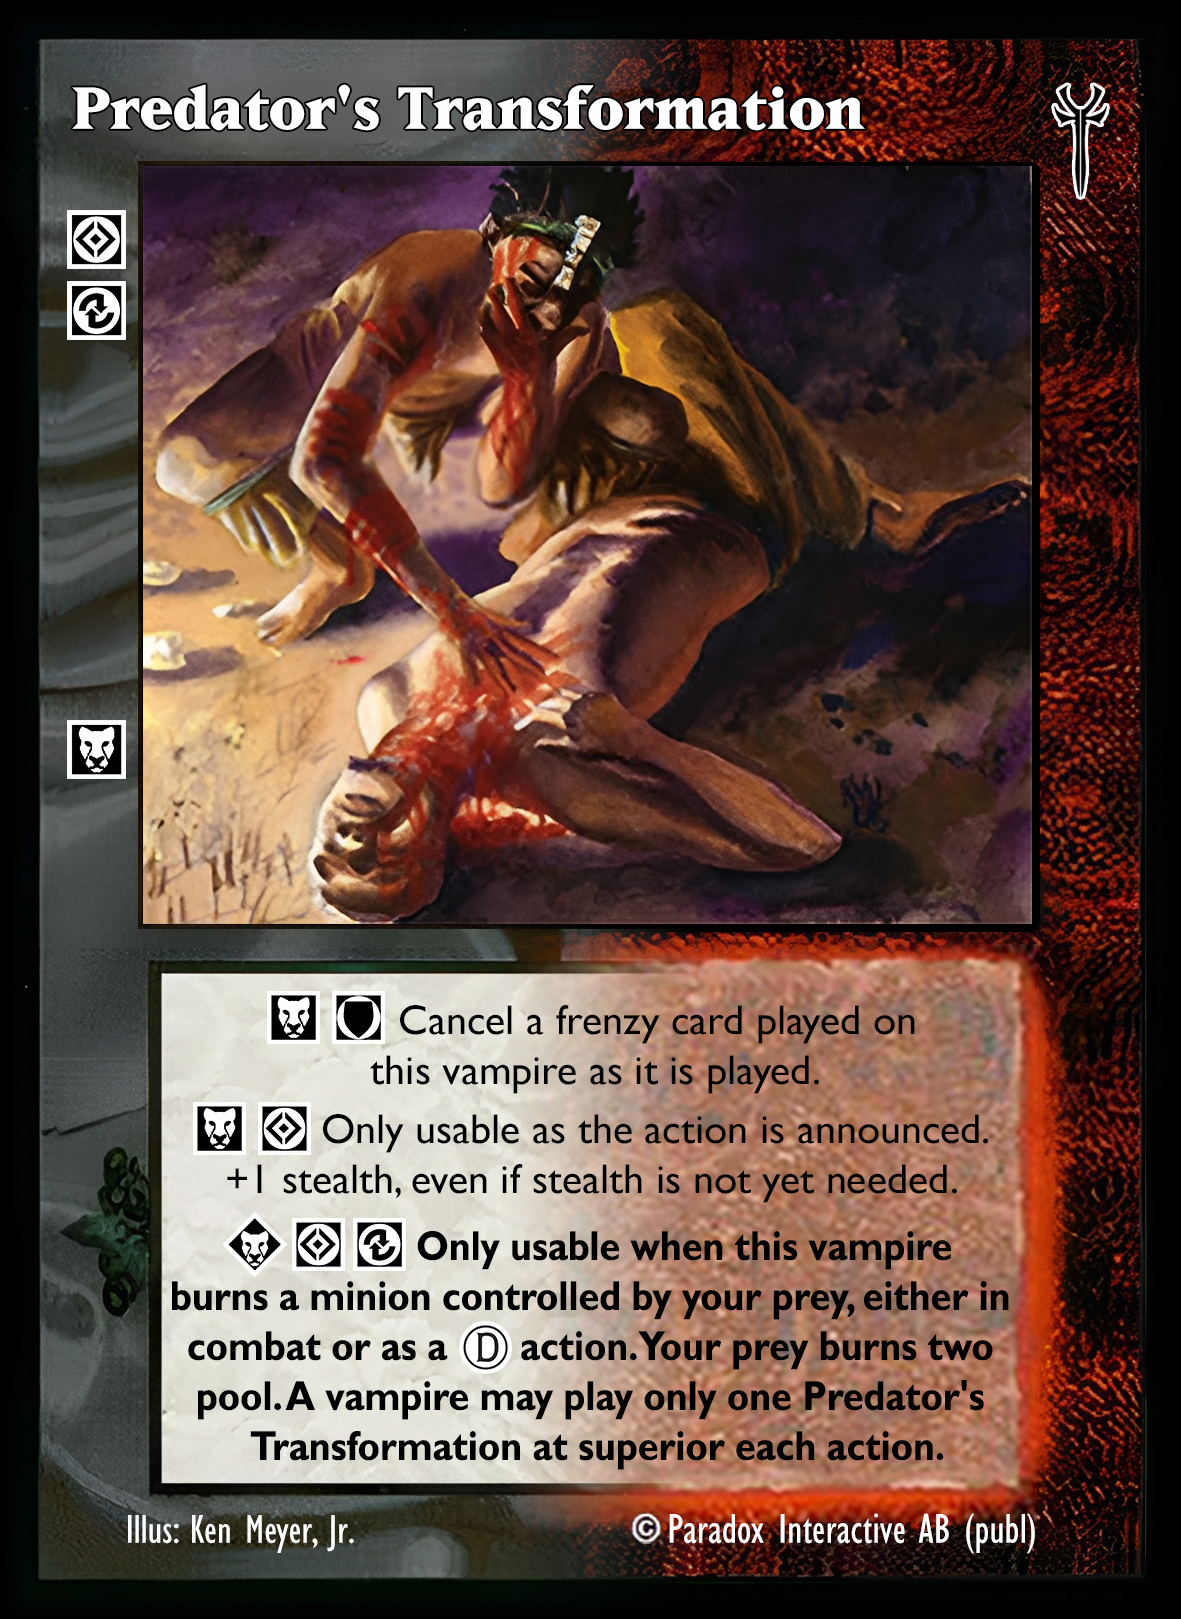 Predator's Transformation
Cancel a frenzy card played on
this vampire as it is played.
Only usable as the action is announced.
+1 stealth, even if stealth is not yet needed.
Only usable when this vampire
burns a minion controlled by your prey, either in
combat or as a Ⓓ action. Your prey burns two
pool. A vampire may play only one Predator's
Transformation at superior each action.
Illus: Ken Meyer, Jr.
© Paradox Interactive AB (publ)